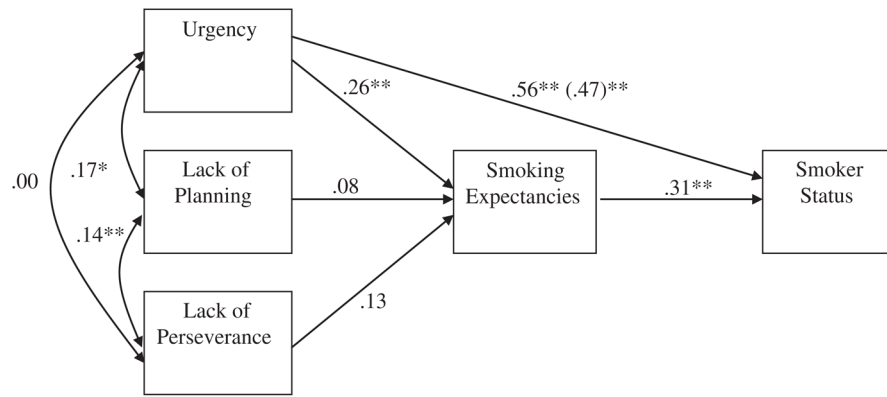 Urgency
.56** (.47)**
.26**
.00
.17*
Lack of
Planning
.08
Smoking
Expectancies
.31**
Smoker
Status
.14**
Lack of
Perseverance
.13